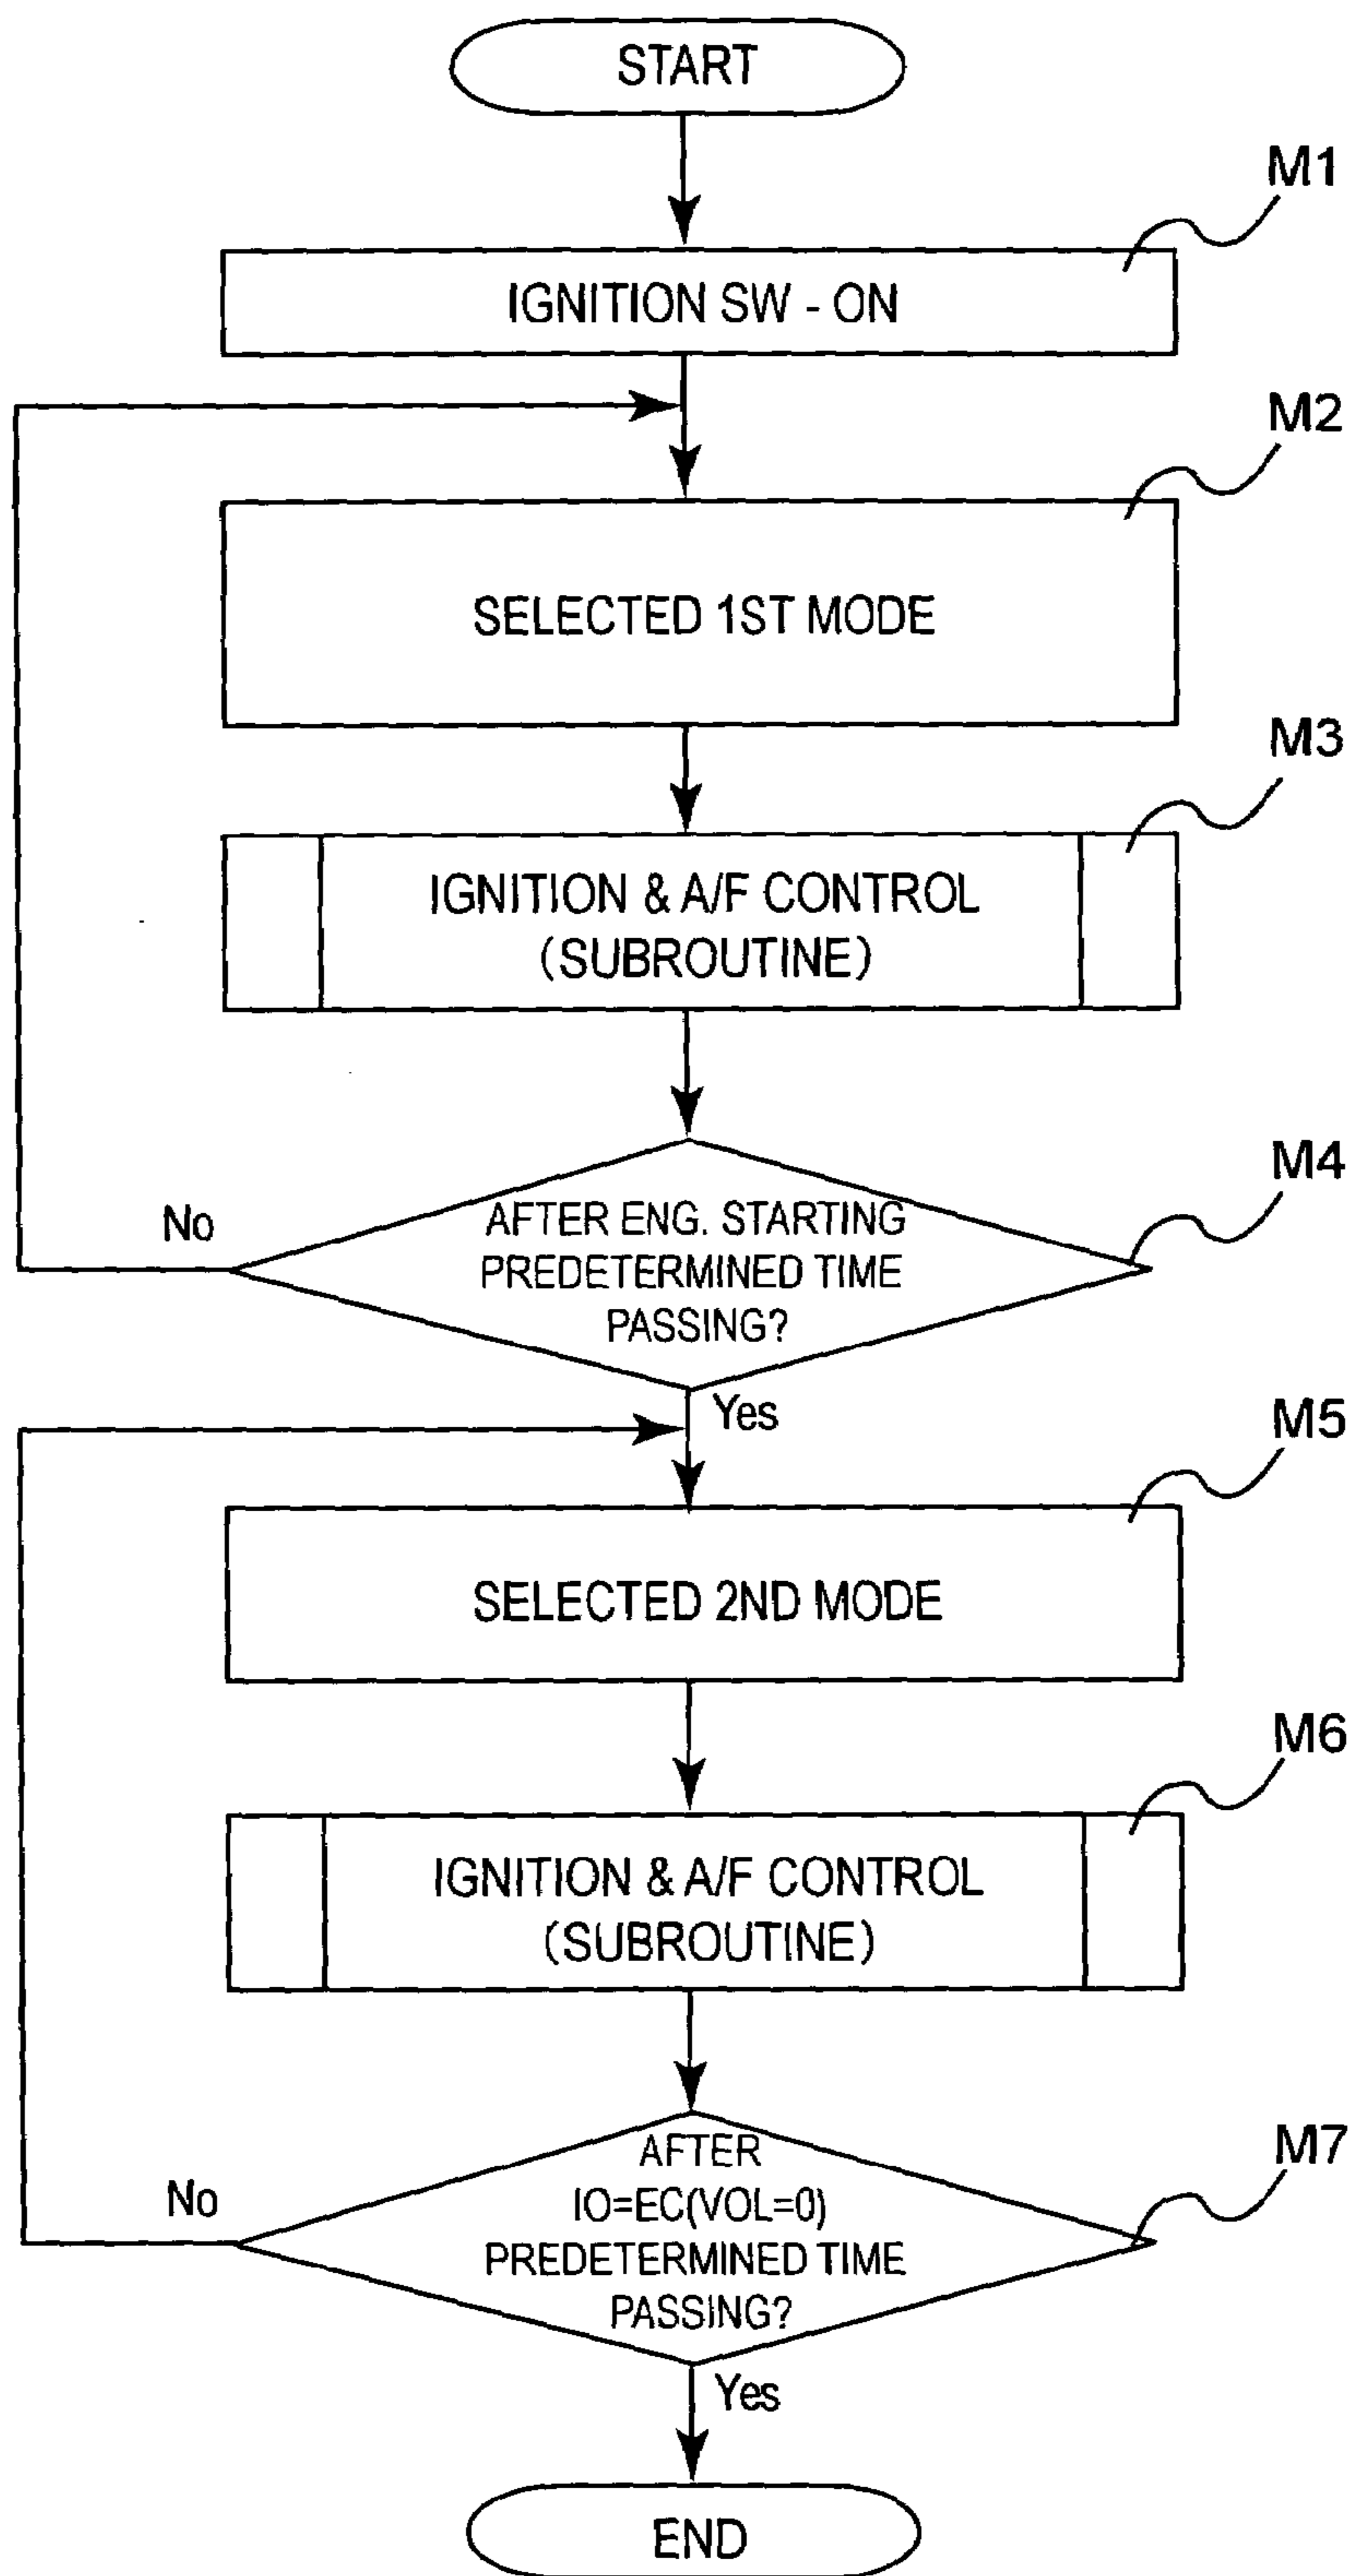 START
M1
IGNITION SW - ON
M2
SELECTED 1ST MODE
M3
IGNITION & A/F CONTROL
(SUBROUTINE)
M4
No
AFTER ENG. STARTING
PREDETERMINED TIME
PASSING?
Yes
M5
SELECTED 2ND MODE
M6
IGNITION & A/F CONTROL
(SUBROUTINE)
M7
No
AFTER
IO=EC(VOL=0)
PREDETERMINED TIME
PASSING?
Yes
END